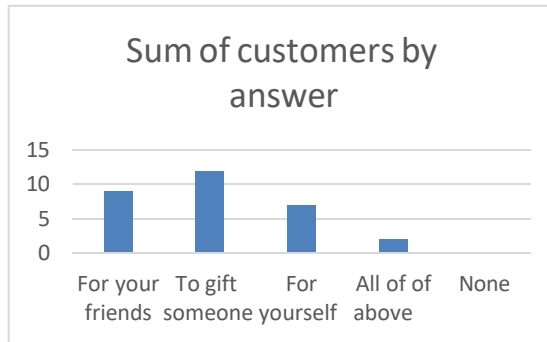 Sum of customers by
answer
15
10
5
0
For your To gift For All of of None
friends someone yourself above